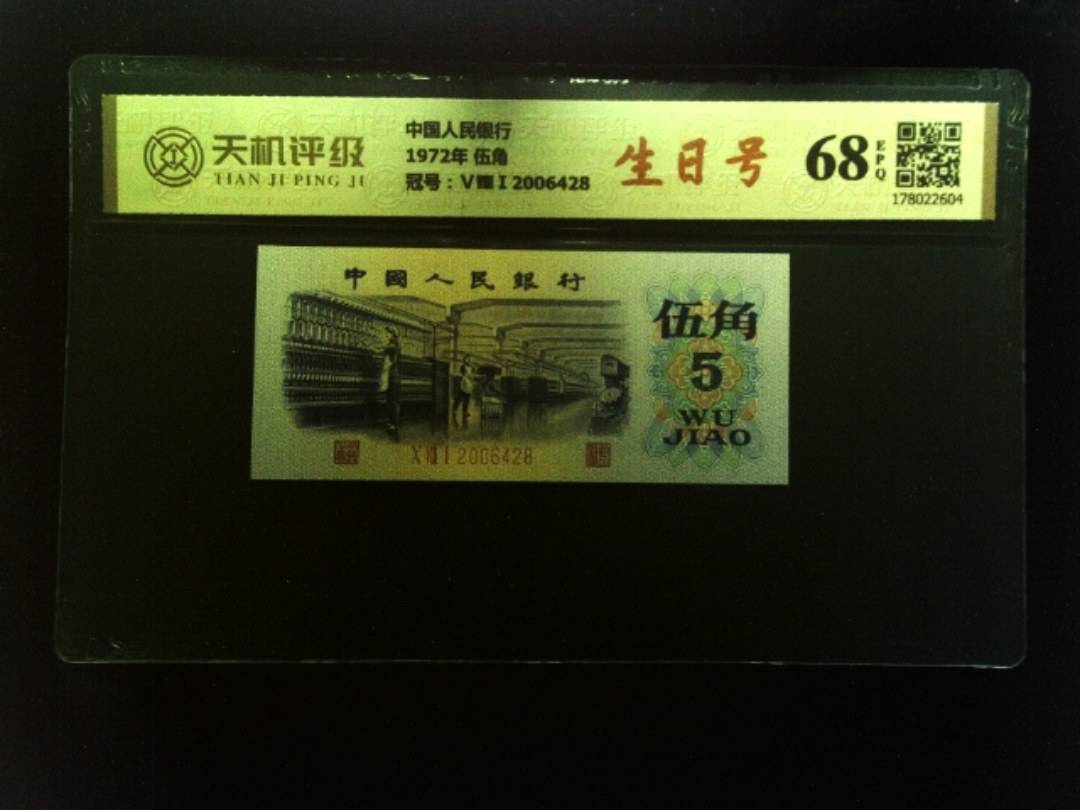 天机评级
TIAN JI PING JI
中国人民银行
1972年 伍角
冠号：ⅤⅧⅠ2006428
生日号
68
EPQ
178022604
中國人民銀行
伍角
5
WU
JIAO
ⅩⅧⅠ2006428